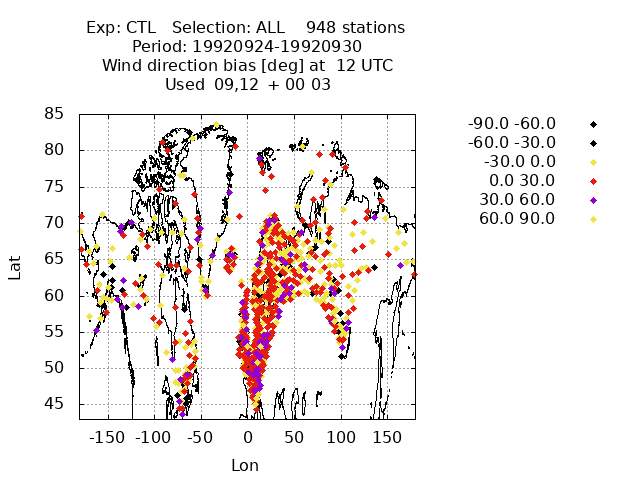 Exp: CTL Selection: ALL 948 stations
Period: 19920924-19920930
Wind direction bias [deg] at 12 UTC
Used 09,12 + 00 03
-90.0 -60.0
-60.0 -30.0
-30.0 0.0
0.0 30.0
30.0 60.0
60.0 90.0
85
80
75
70
65
60
55
50
45
Lat
-150 -100 -50 0 50 100 150
Lon